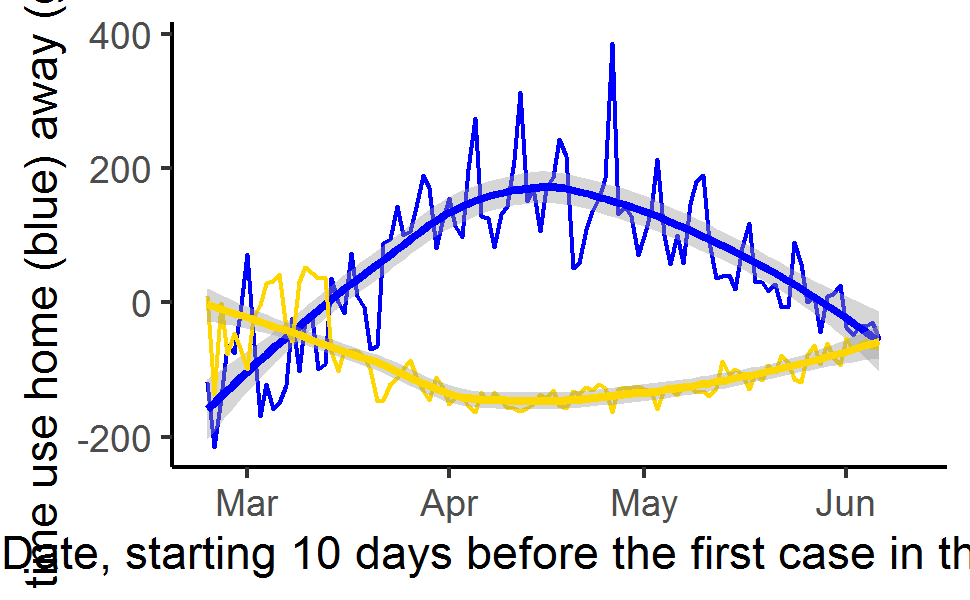 time use home (blue) away (
400
200
0
-200
Mar Apr May Jun
Date, starting 10 days before the first case in th